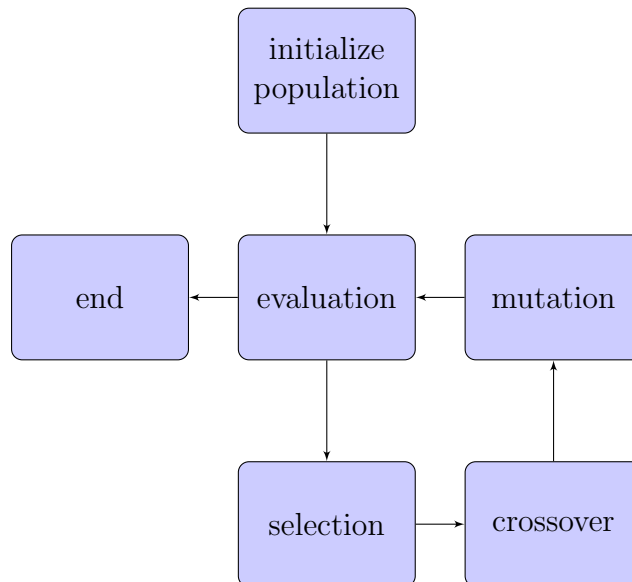 initialize
population
end
evaluation
mutation
selection
crossover